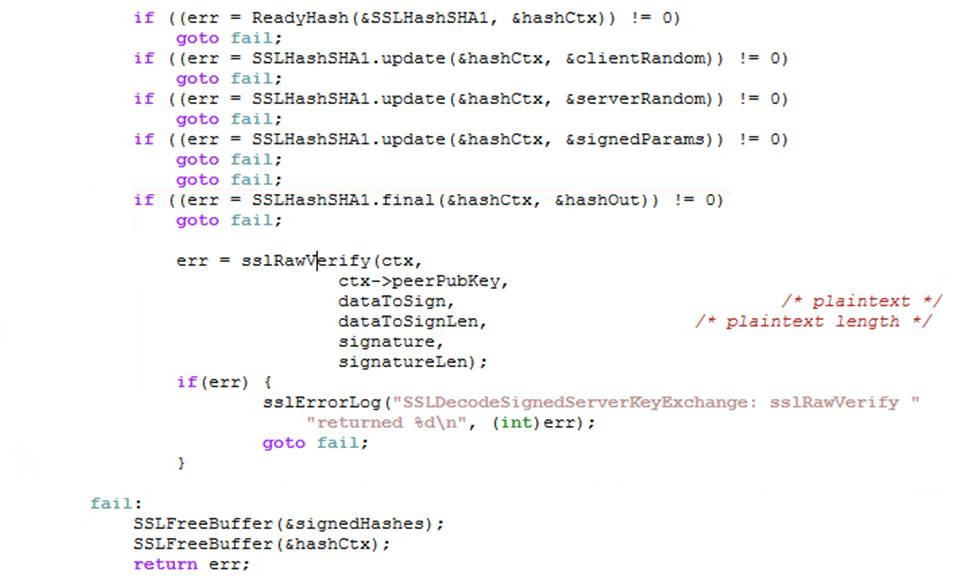 if ((err = ReadyHash(&SSLHashSHA1, &hashCtx)) != 0)
goto fail;
if ((err = SSLHashSHA1.update(&hashCtx, &clientRandom)) != 0)
goto fail;
if ((err = SSLHashSHA1.update(&hashCtx, &serverRandom)) != 0)
goto fail;
if ((err = SSLHashSHA1.update(&hashCtx, &signedParams)) != 0)
goto fail;
goto fail;
if ((err = SSLHashSHA1.final(&hashCtx, &hashOut)) != 0)
goto fail;
err = sslRawVerify(ctx,
ctx->peerPubKey,
dataToSign, /* plaintext */
dataToSignLen, /* plaintext length */
signature,
signatureLen);
if(err) {
sslErrorLog("SSLDecodeSignedServerKeyExchange: sslRawVerify "
"returned %d\n", (int)err);
goto fail;
}
fail:
SSLFreeBuffer(&signedHashes);
SSLFreeBuffer(&hashCtx);
return err;